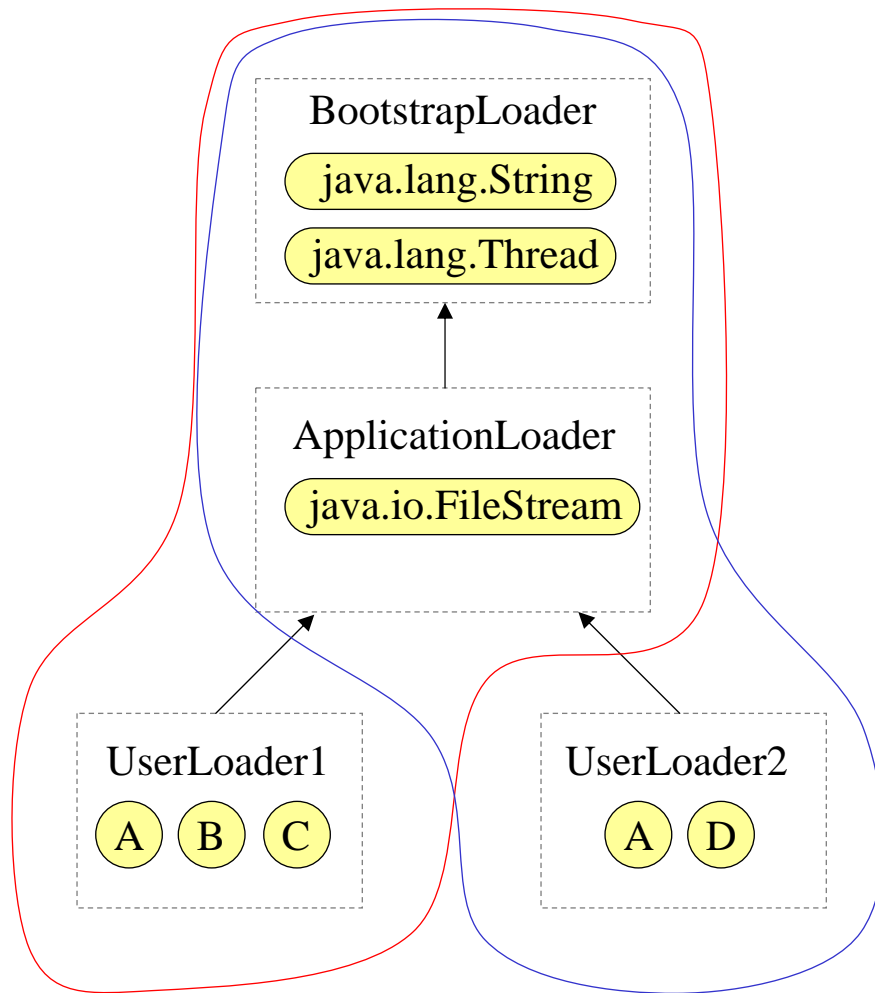 BootstrapLoader
java.lang.String
java.lang.Thread
ApplicationLoader
java.io.FileStream
UserLoader1
A B C
UserLoader2
A D